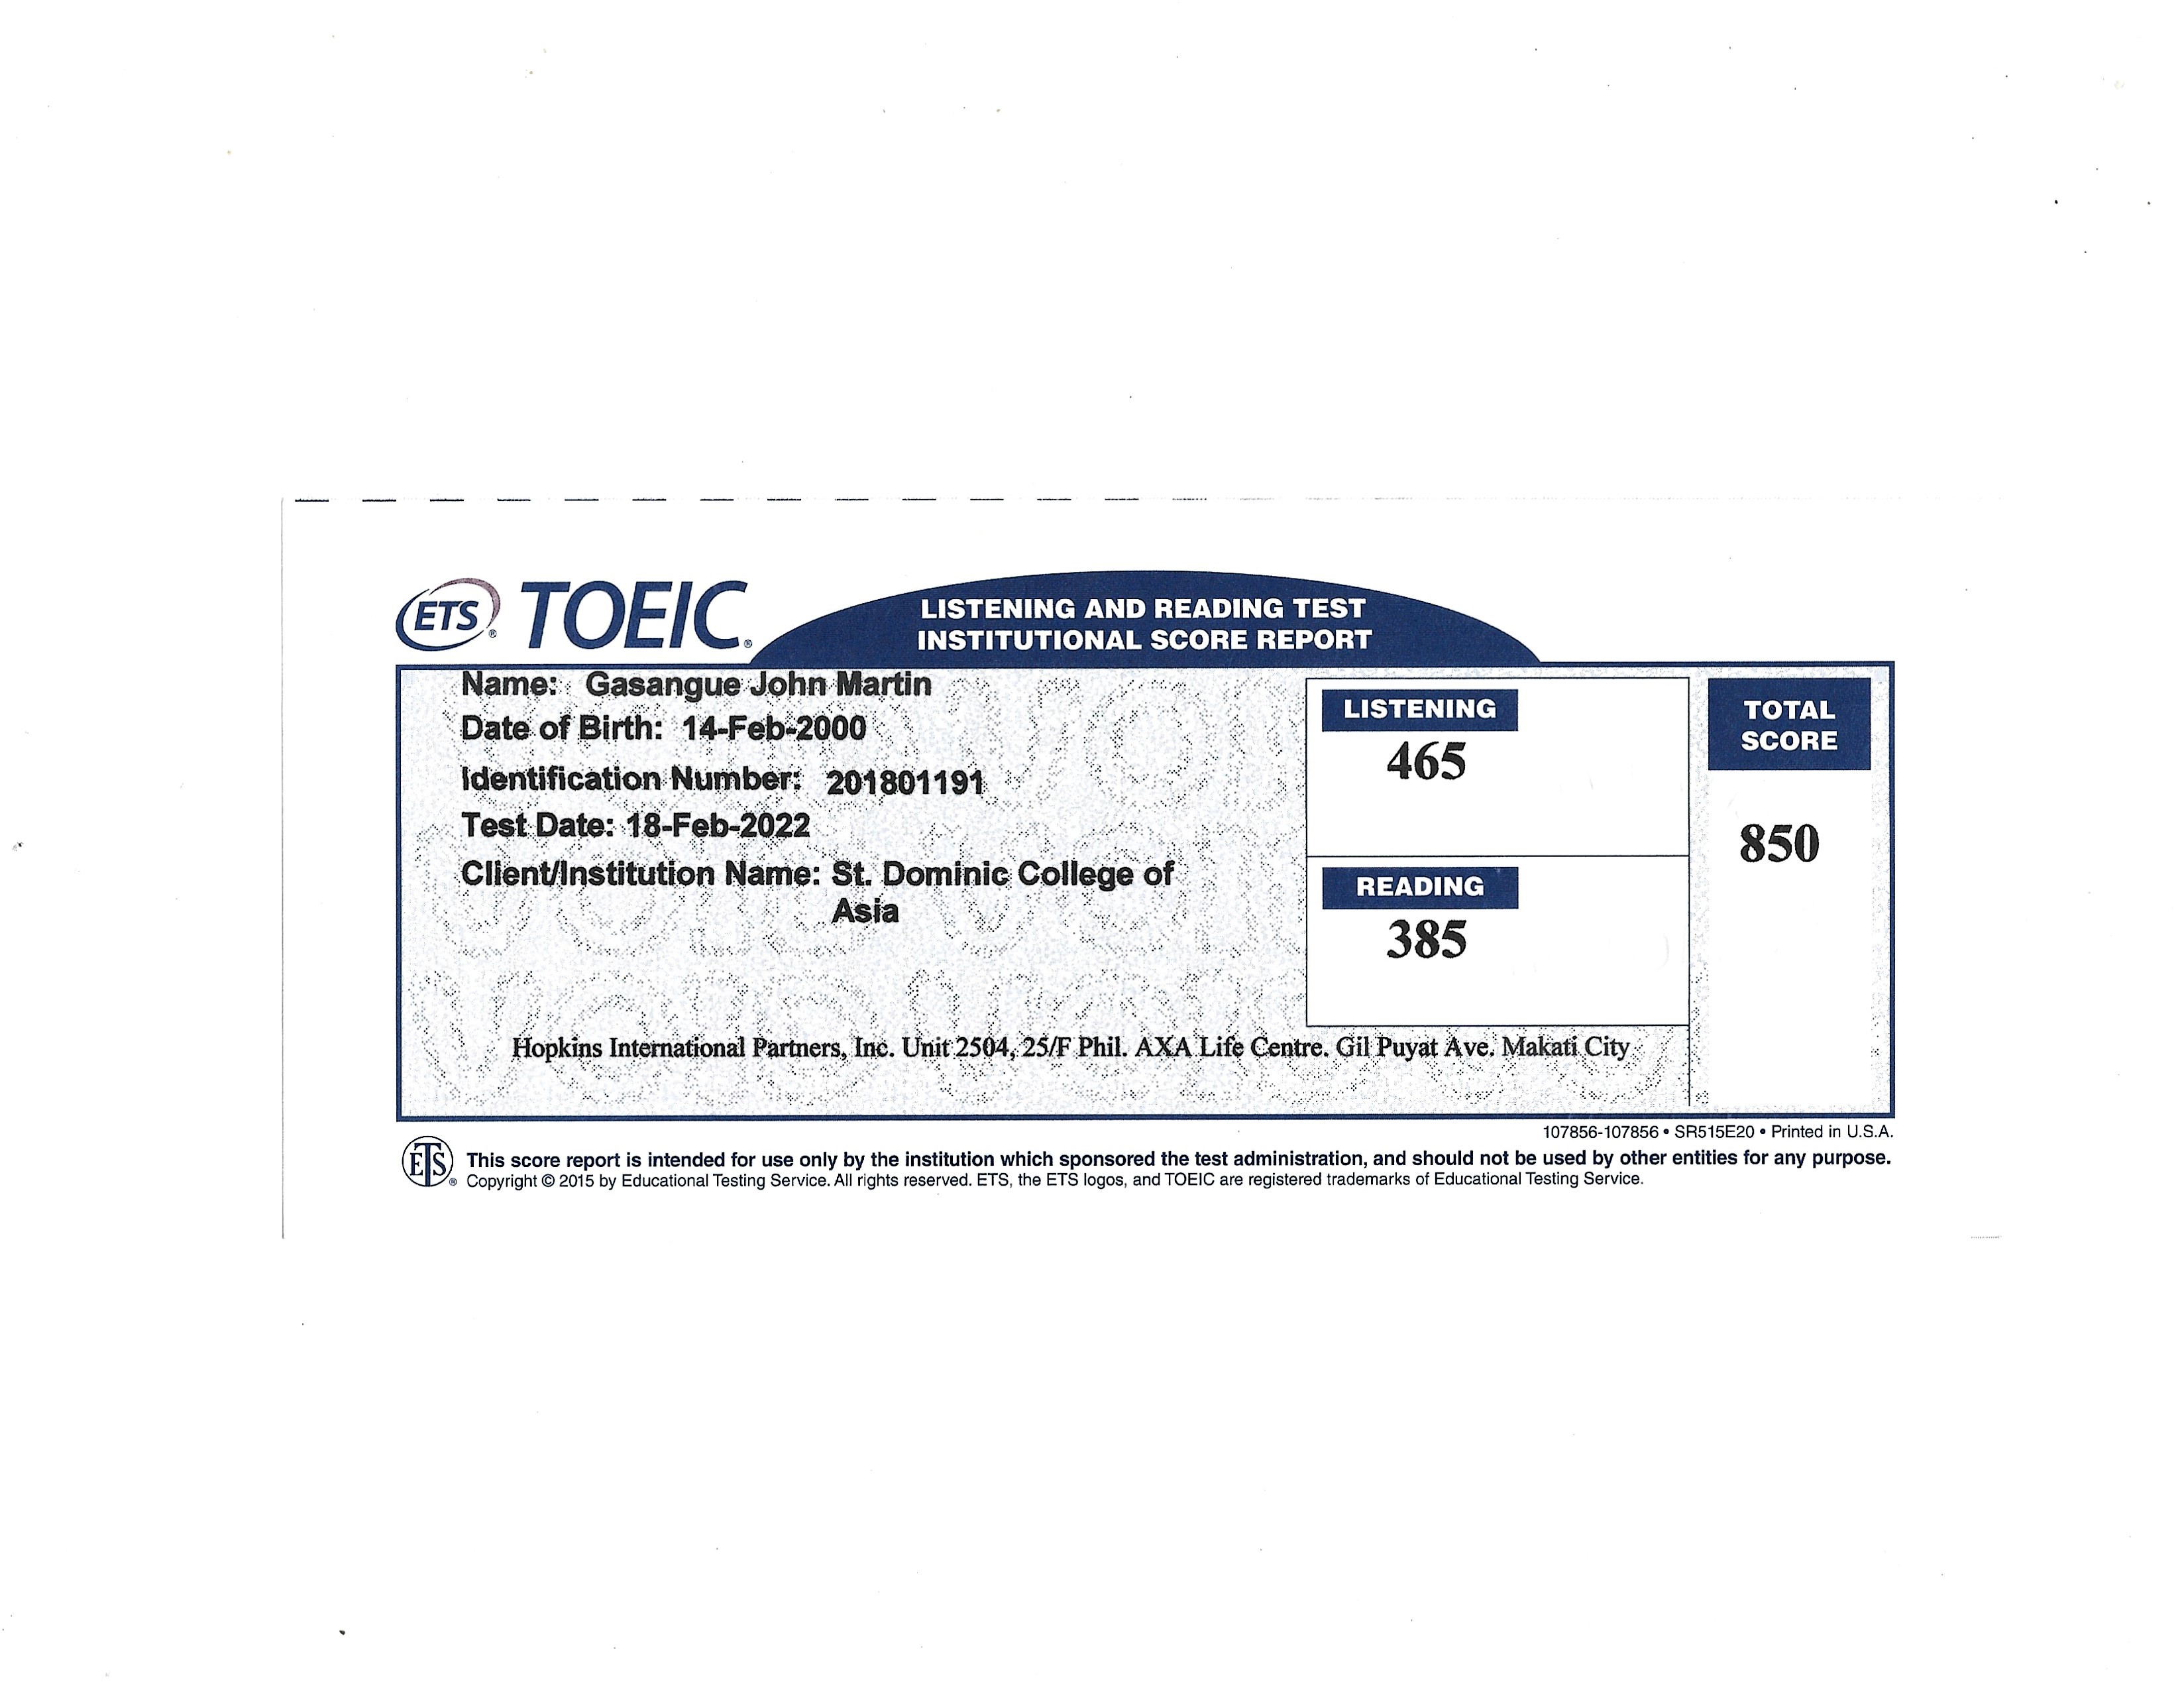 ETS® TOEIC®
LISTENING AND READING TEST
INSTITUTIONAL SCORE REPORT
Name: Gasangue John Martin
Date of Birth: 14-Feb-2000
Identification Number: 201801191
Test Date: 18-Feb-2022
Client/Institution Name: St. Dominic College of
Asia
LISTENING
465
READING
385
TOTAL
SCORE
850
Hopkins International Partners, Inc. Unit 2504, 25/F Phil. AXA Life Centre. Gil Puyat Ave. Makati City
107856-107856 • SR515E20 • Printed in U.S.A.
ETS®
This score report is intended for use only by the institution which sponsored the test administration, and should not be used by other entities for any purpose.
Copyright © 2015 by Educational Testing Service. All rights reserved. ETS, the ETS logos, and TOEIC are registered trademarks of Educational Testing Service.